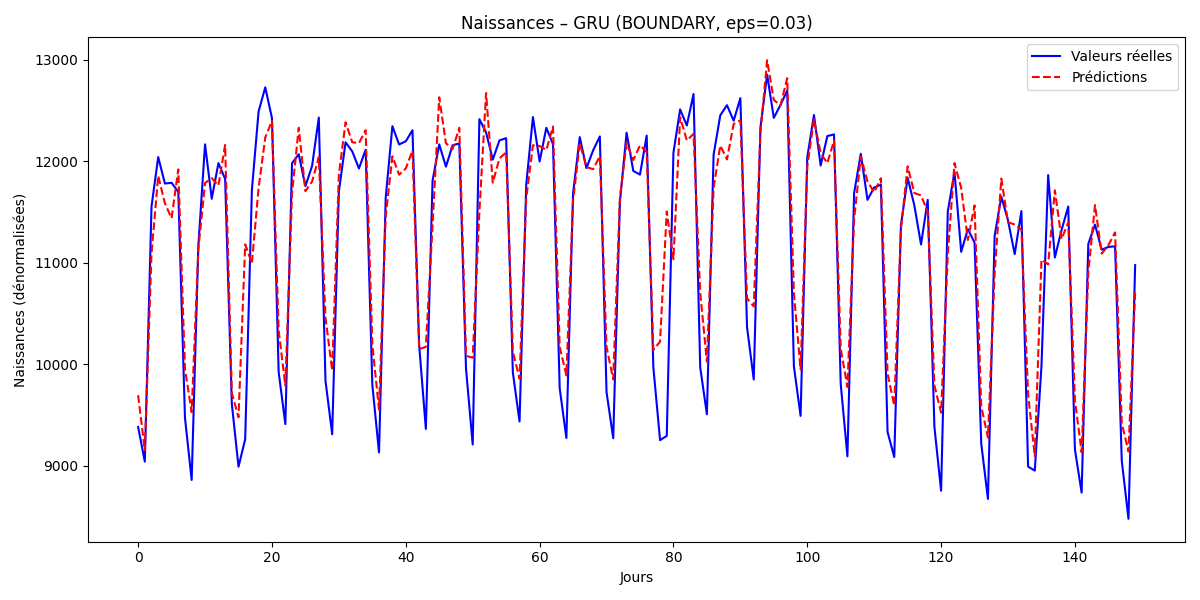 Naissances – GRU (BOUNDARY, eps=0.03)
Valeurs réelles
Prédictions
Naissances (dénormalisées)
13000
12000
11000
10000
9000
0 20 40 60 80 100 120 140
Jours